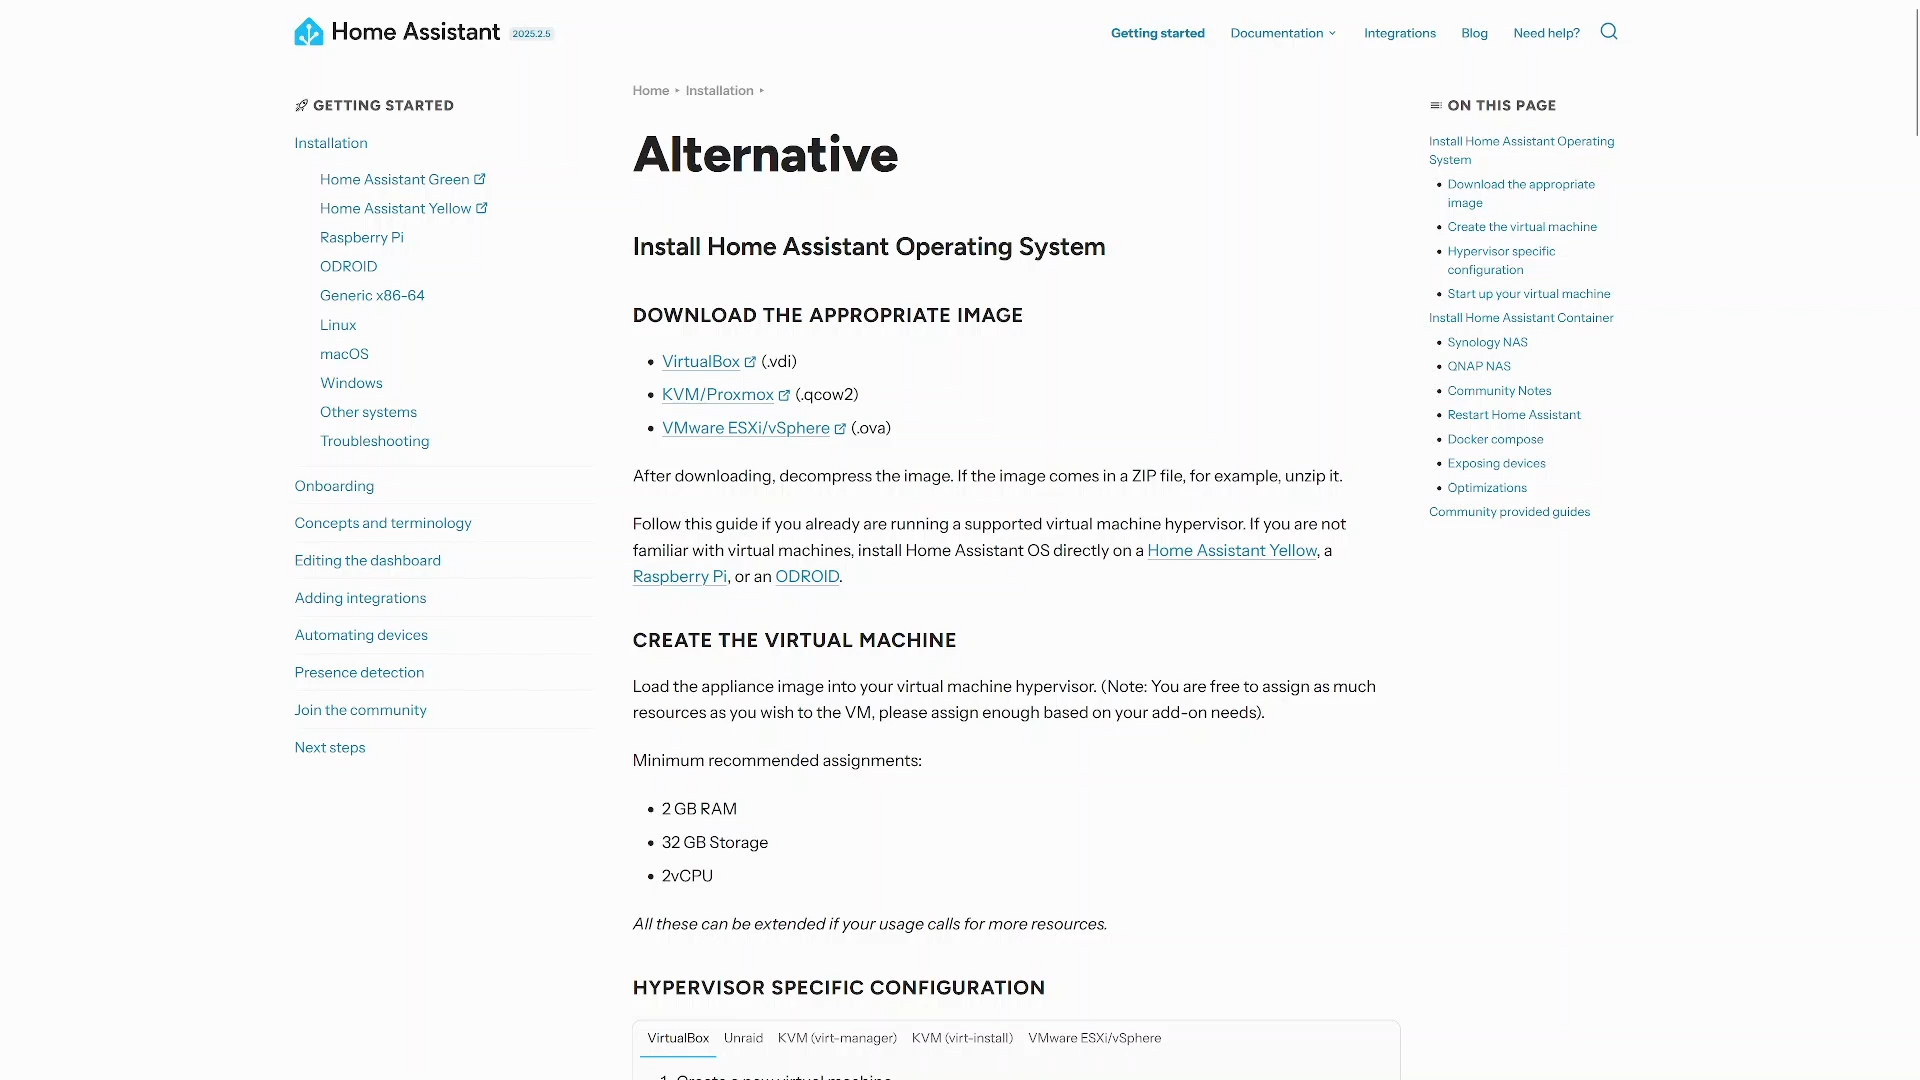 Home Assistant 2025.2.5
Getting started Documentation Integrations Blog Need help?
GETTING STARTED
Installation
Home Assistant Green
Home Assistant Yellow
Raspberry Pi
ODROID
Generic x86-64
Linux
macOS
Windows
Other systems
Troubleshooting
Onboarding
Concepts and terminology
Editing the dashboard
Adding integrations
Automating devices
Presence detection
Join the community
Next steps
Home ▸ Installation ▸
Alternative
Install Home Assistant Operating System
DOWNLOAD THE APPROPRIATE IMAGE
• VirtualBox (.vdi)
• KVM/Proxmox (.qcow2)
• VMware ESXi/vSphere (.ova)
After downloading, decompress the image. If the image comes in a ZIP file, for example, unzip it.
Follow this guide if you already are running a supported virtual machine hypervisor. If you are not
familiar with virtual machines, install Home Assistant OS directly on a Home Assistant Yellow, a
Raspberry Pi, or an ODROID.
CREATE THE VIRTUAL MACHINE
Load the appliance image into your virtual machine hypervisor. (Note: You are free to assign as much
resources as you wish to the VM, please assign enough based on your add-on needs).
Minimum recommended assignments:
• 2 GB RAM
• 32 GB Storage
• 2vCPU
All these can be extended if your usage calls for more resources.
HYPERVISOR SPECIFIC CONFIGURATION
VirtualBox Unraid KVM (virt-manager) KVM (virt-install) VMware ESXi/vSphere
1. Create a new virtual machine
ON THIS PAGE
Install Home Assistant Operating
System
• Download the appropriate
image
• Create the virtual machine
• Hypervisor specific
configuration
• Start up your virtual machine
Install Home Assistant Container
• Synology NAS
• QNAP NAS
• Community Notes
• Restart Home Assistant
• Docker compose
• Exposing devices
• Optimizations
Community provided guides